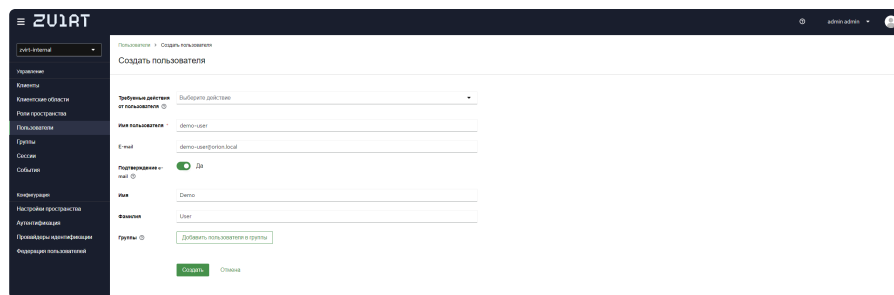 ZVIRT
admin admin
zvirt-internal
Управление
Клиенты
Клиентские области
Роли пространства
Пользователи
Группы
Сессии
События
Конфигурация
Настройки пространства
Аутентификация
Провайдеры идентификации
Федерация пользователей
Пользователи > Создать пользователя
Создать пользователя
Требуемые действия от пользователя
Выберите действие
Имя пользователя *
demo-user
E-mail
demo-user@orion.local
Подтверждение e-mail
Да
Имя
Demo
Фамилия
User
Группы
Добавить пользователя в группы
Создать
Отмена